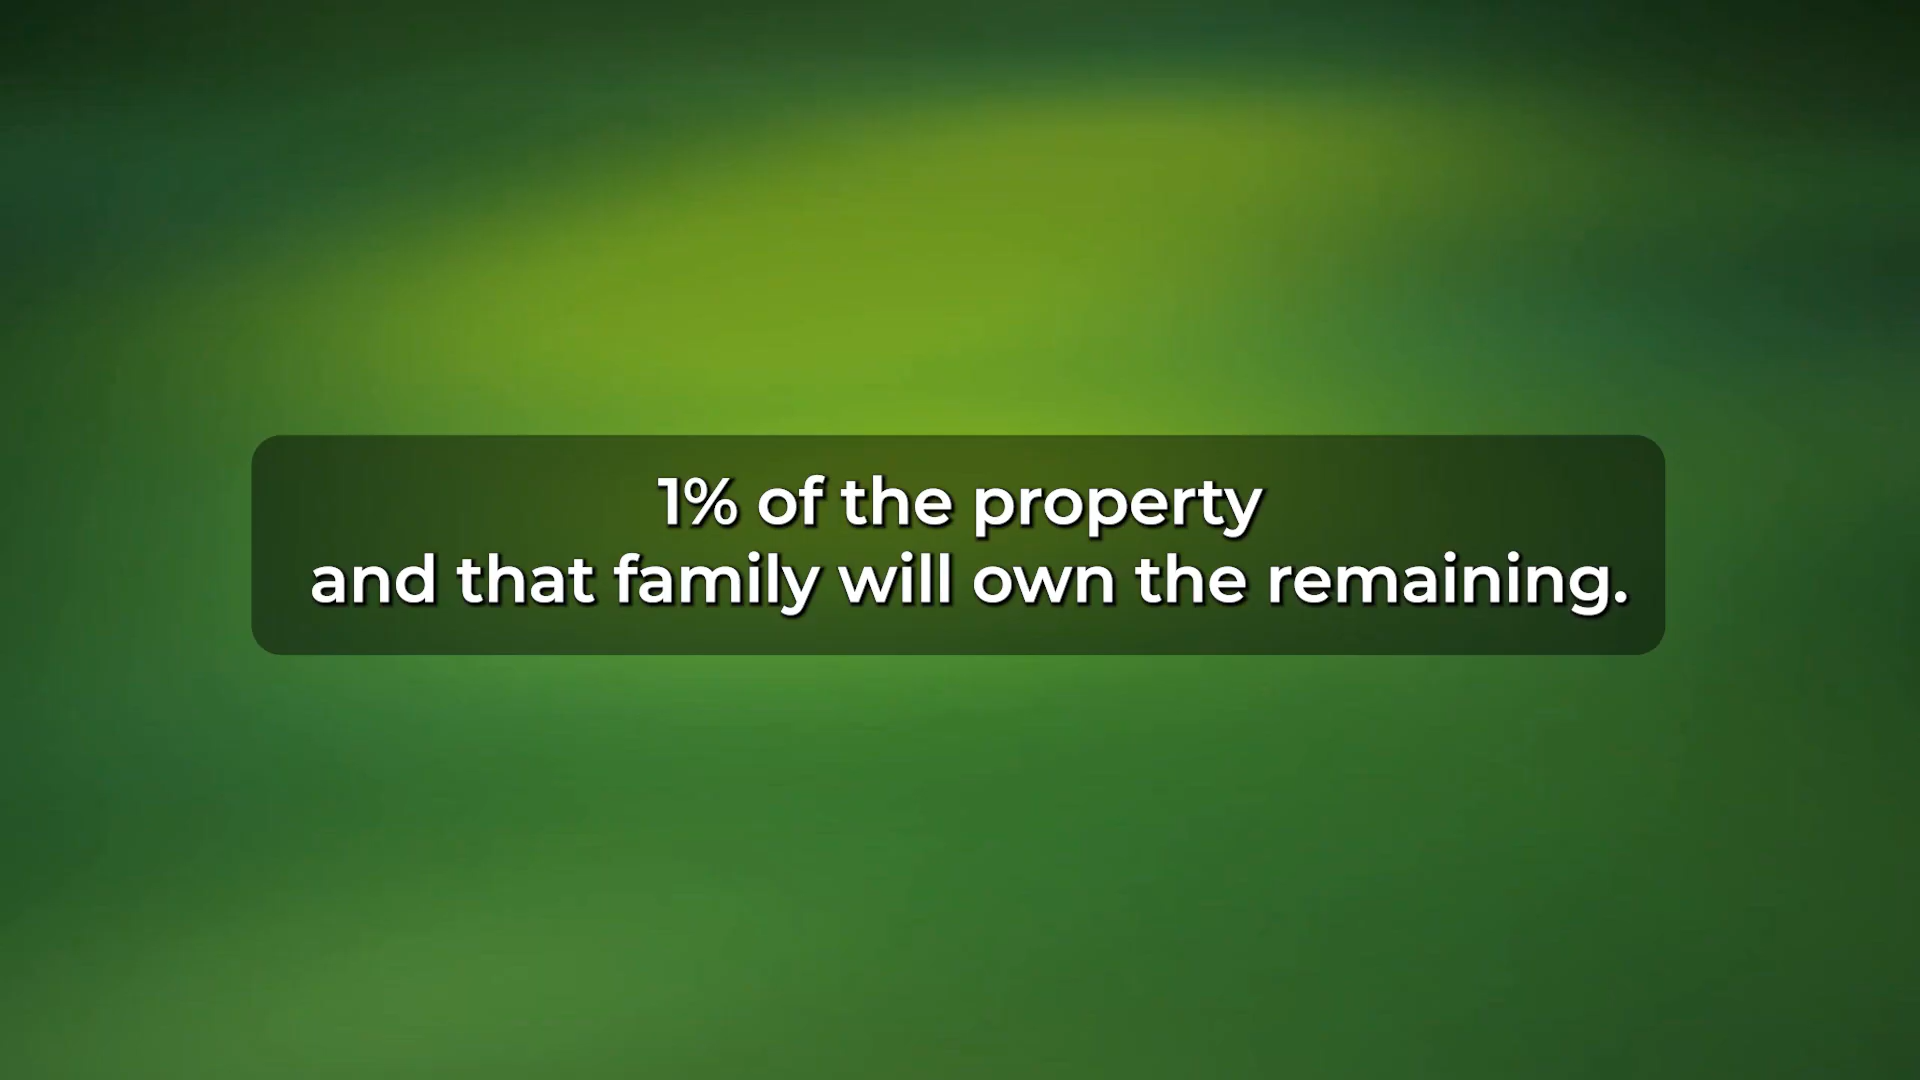 1% of the property
and that family will own the remaining.